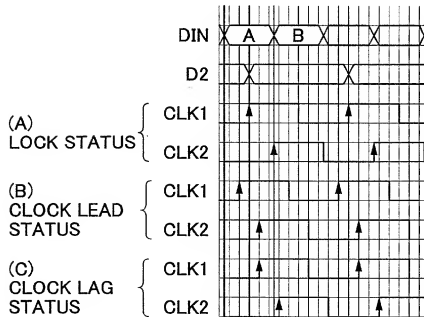 DIN A B
D2
(A)
LOCK STATUS
CLK1
CLK2
(B)
CLOCK LEAD
STATUS
CLK1
CLK2
(C)
CLOCK LAG
STATUS
CLK1
CLK2